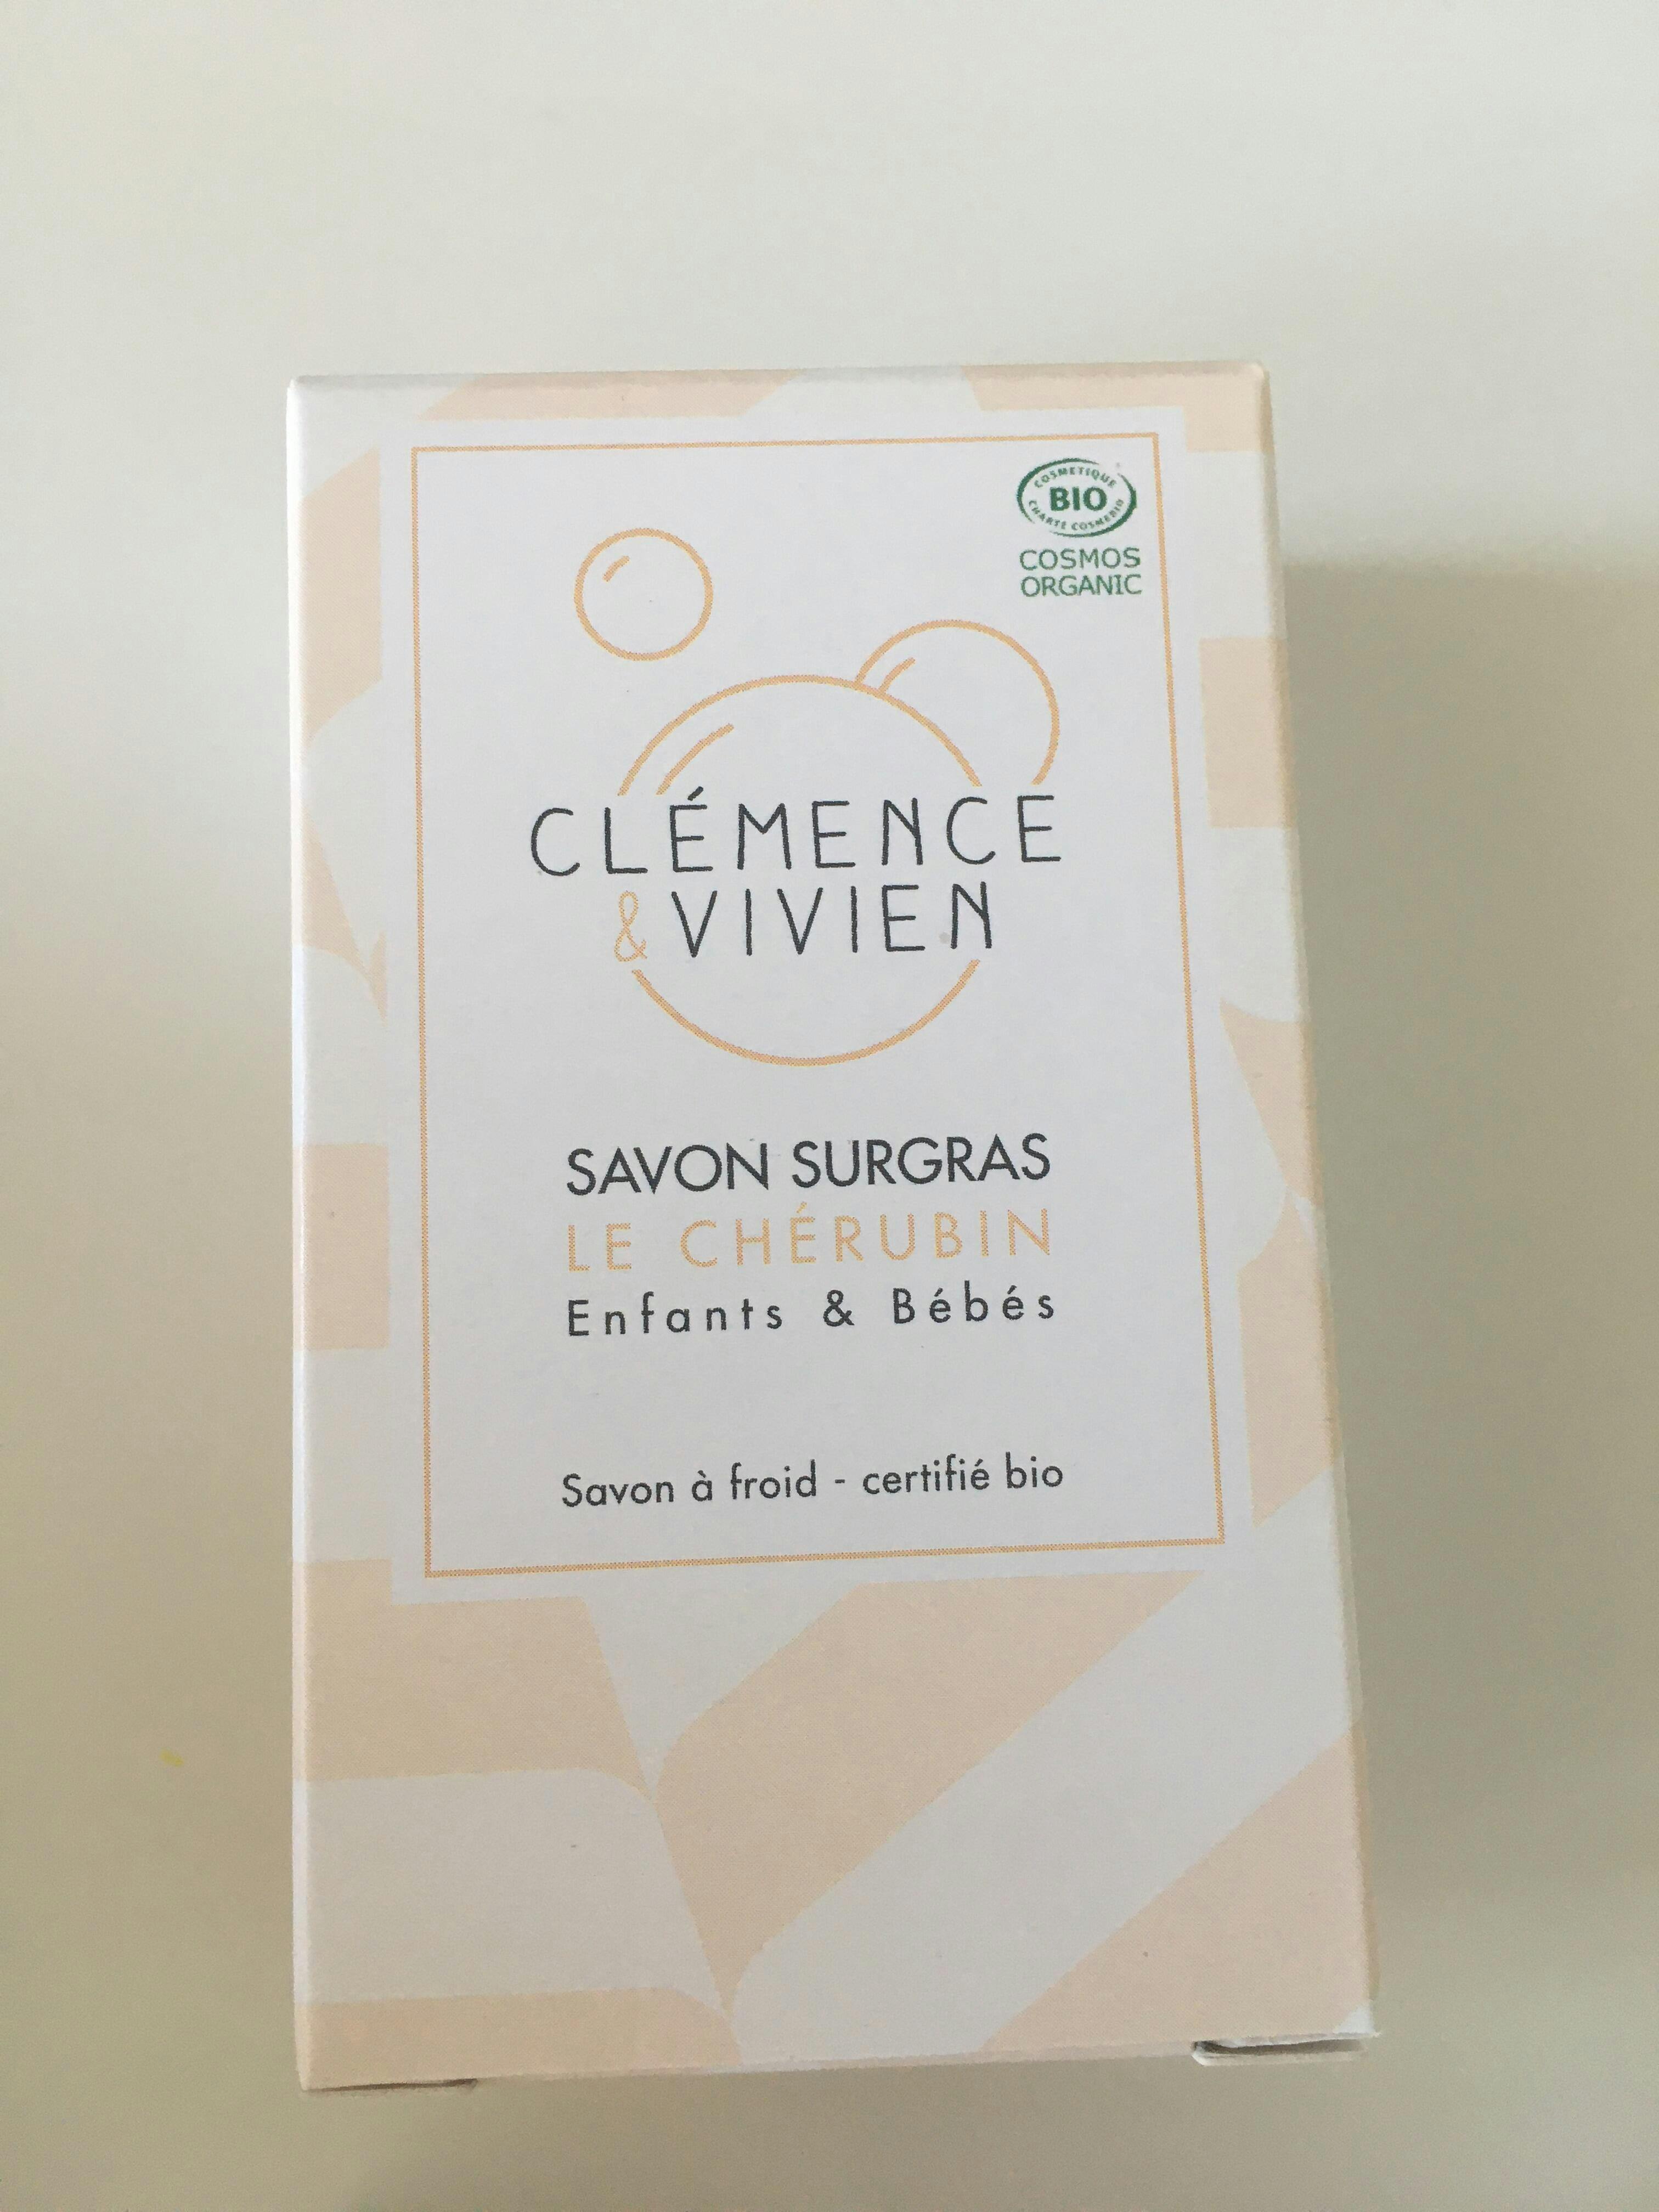 COSMETIQUE
BIO
CHARTE COSMEBIO
COSMOS
ORGANIC
CLÉMENCE
& VIVIEN
SAVON SURGRAS
LE CHÉRUBIN
Enfants & Bébés
Savon à froid - certifié bio